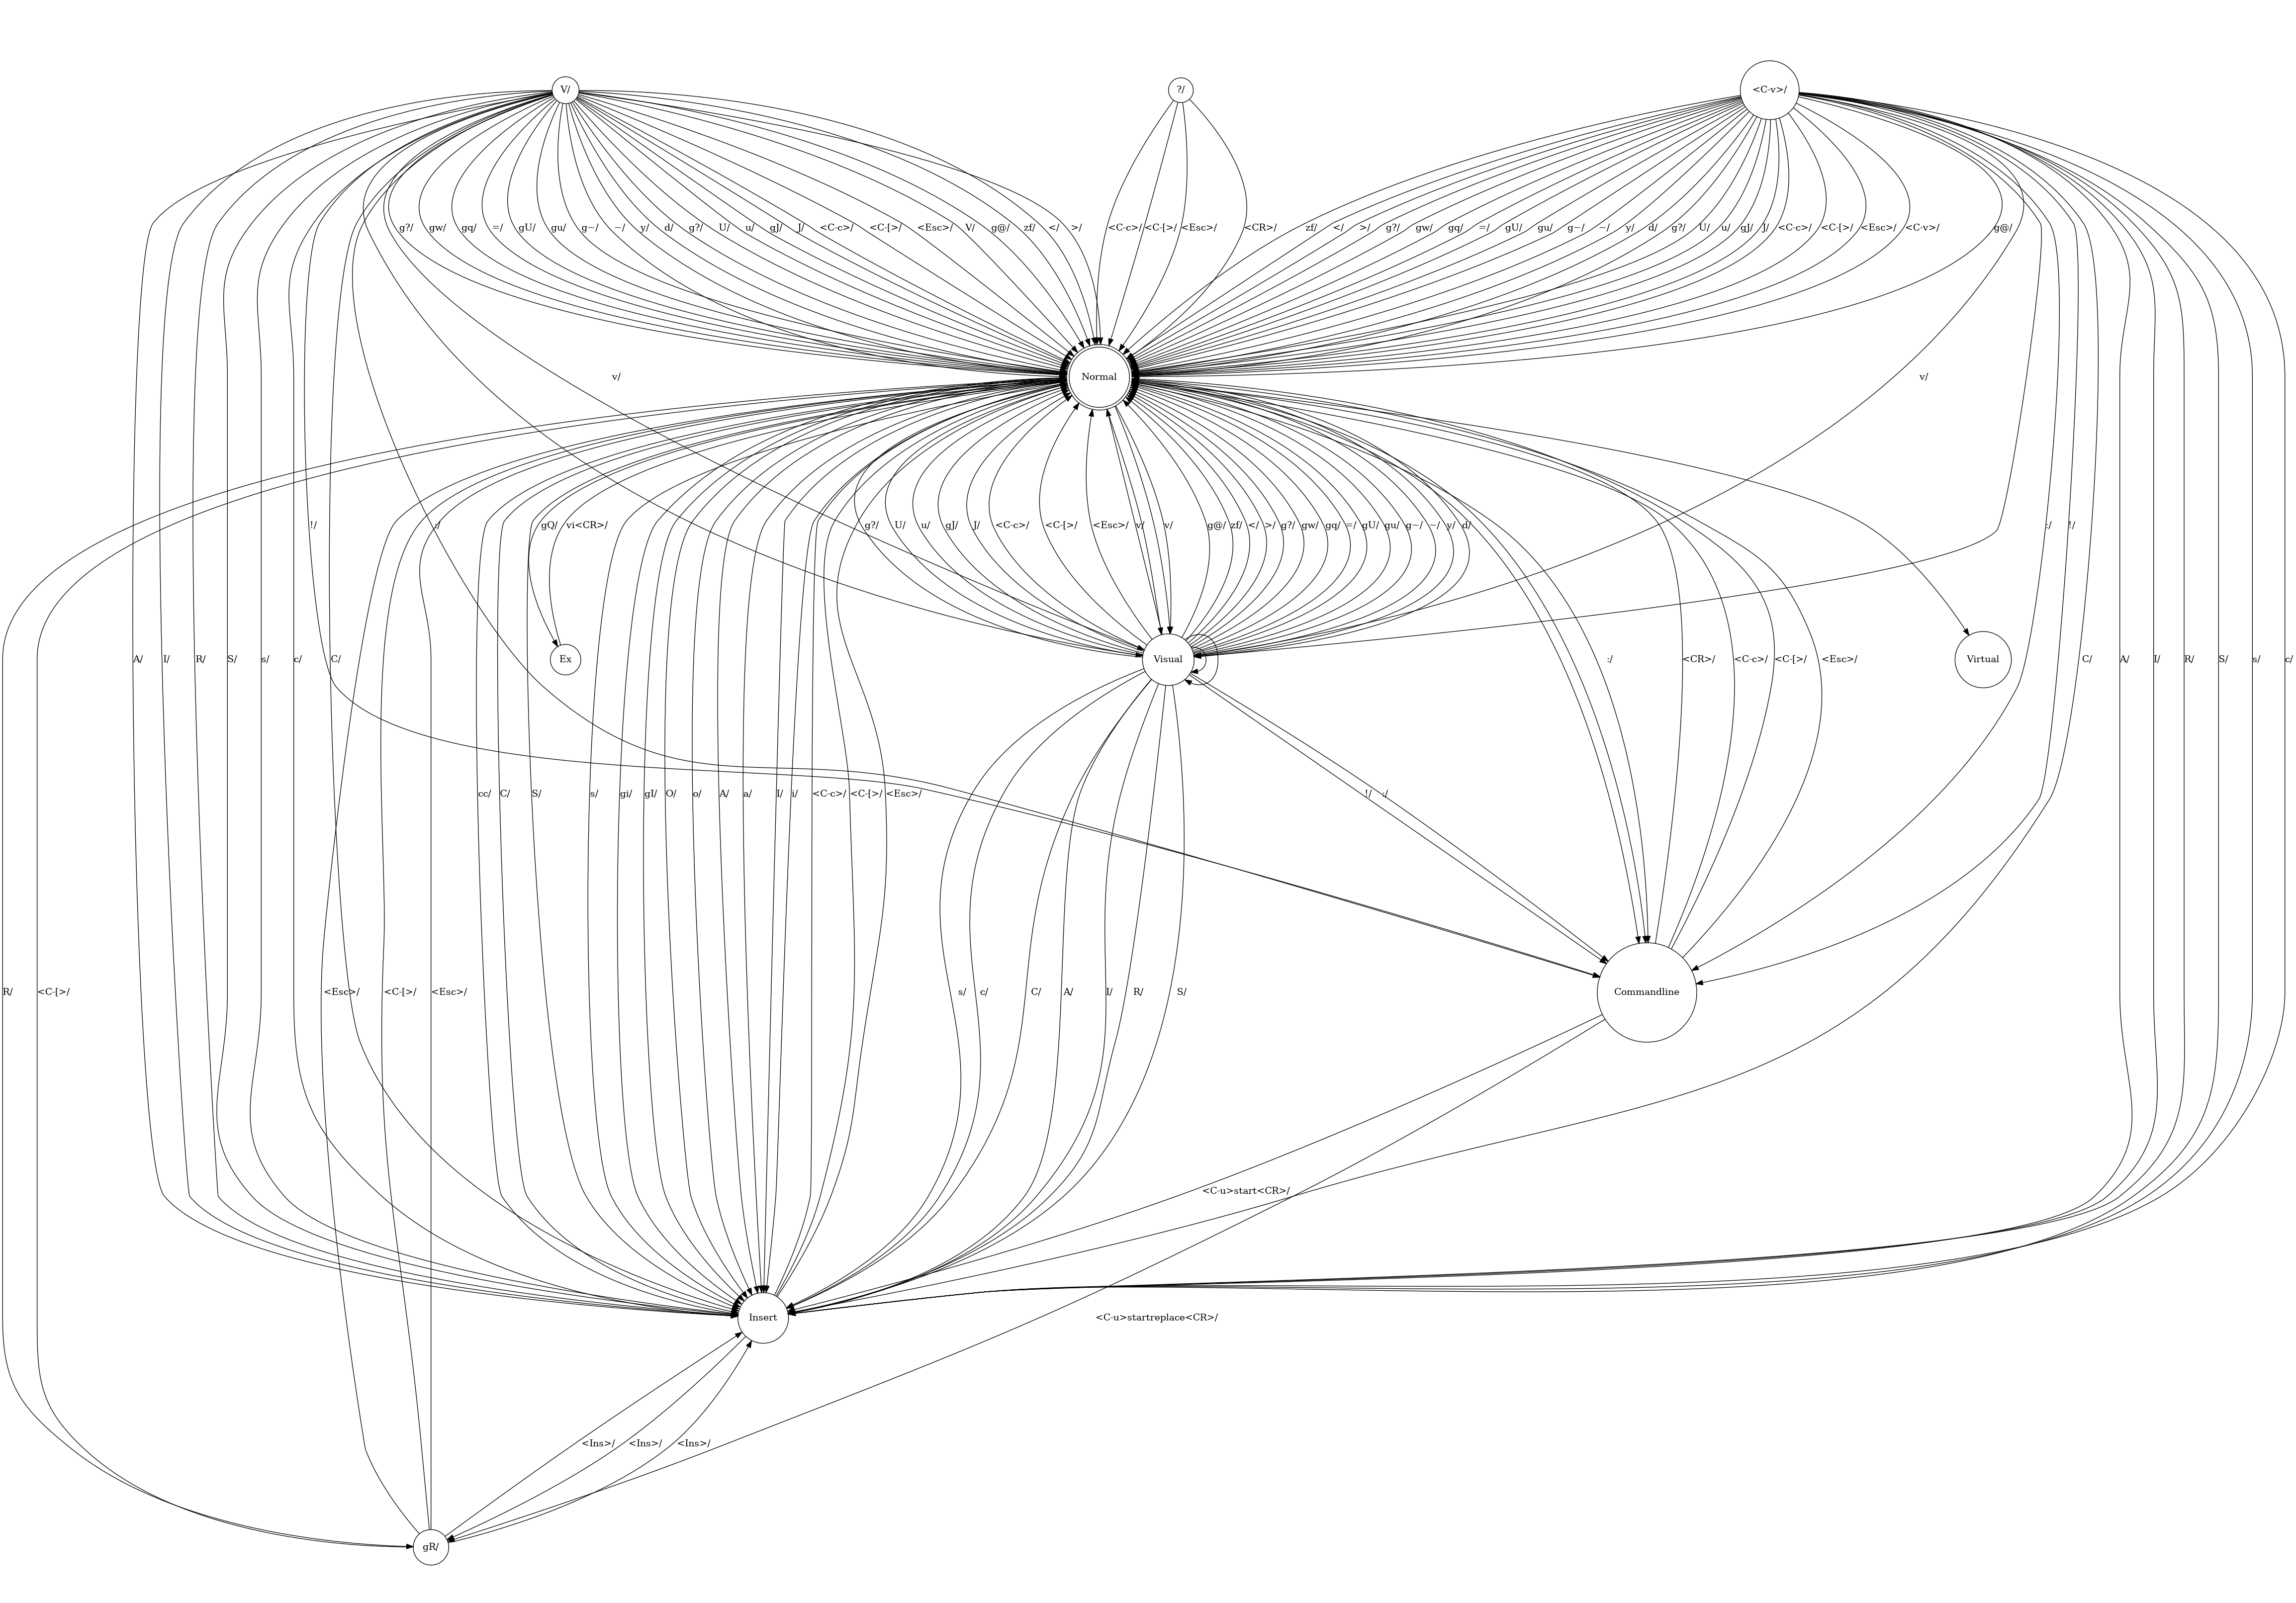 V/
?/
<C-v>/
g?/ gw/ gq/ =/ gU/ gu/ g~/ ~/ y/ d/ g?/ U/ u/ gJ/ J/ <C-c>/ <C-[>/ <Esc>/ V/ g@/ zf/ </ >/ <C-c>/ <C-[>/ <Esc>/ <CR>/ zf/ </ >/ g?/ gw/ gq/ =/ gU/ gu/ g~/ ~/ y/ d/ g?/ U/ u/ gJ/ J/ <C-c>/ <C-[>/ <Esc>/ <C-v>/ g@/
v/
Normal
v/
!/ :/ gQ/ vi<CR>/ g?/ U/ u/ gJ/ J/ <C-c>/ <C-[>/ <Esc>/ v/ v/ g@/ zf/ </ >/ g?/ gw/ gq/ =/ gU/ gu/ g~/ ~/ y/ d/ :/ !/
A/ I/ R/ S/ s/ c/ C/
Ex
Visual
:/ <CR>/ <C-c>/ <C-[>/ <Esc>/
Virtual
C/ A/ I/ R/ S/ s/ c/
cc/ C/ S/ s/ gi/ gI/ O/ o/ A/ a/ I/ i/ <C-c>/ <C-[>/ <Esc>/ !/ :/
R/ <C-[>/ <Esc>/ <C-[>/ <Esc>/ s/ c/ C/ A/ I/ R/ S/
Commandline
<C-u>start<CR>/
Insert
<C-u>startreplace<CR>/
<Ins>/ <Ins>/ <Ins>/
gR/